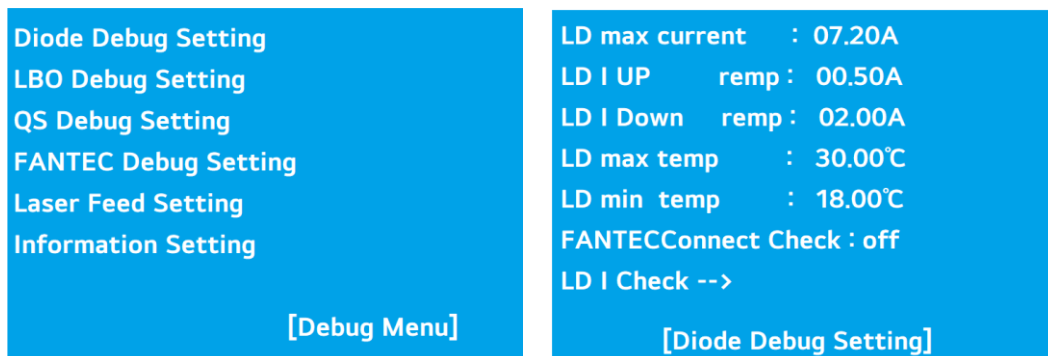 Diode Debug Setting
LBO Debug Setting
QS Debug Setting
FANTEC Debug Setting
Laser Feed Setting
Information Setting
[Debug Menu]
LD max current : 07.20A
LD I UP remp : 00.50A
LD I Down remp : 02.00A
LD max temp : 30.00℃
LD min temp : 18.00℃
FANTECConnect Check : off
LD I Check -->
[Diode Debug Setting]